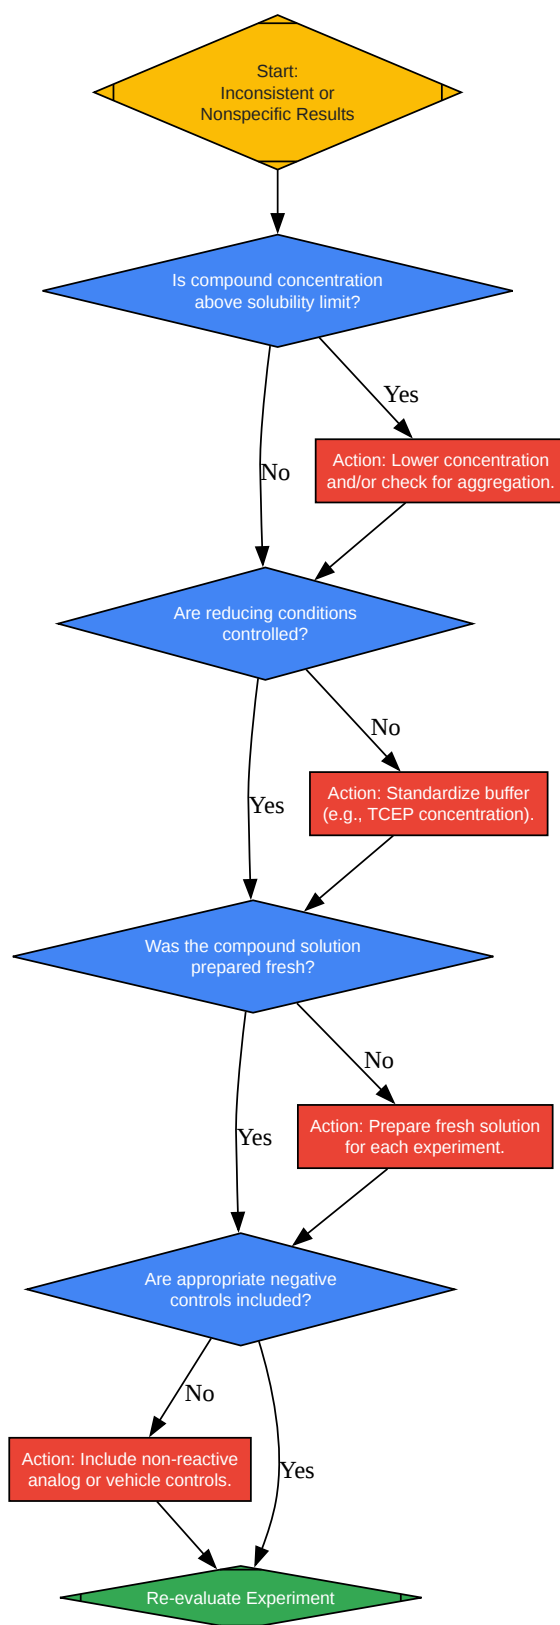 Start:
Inconsistent or
Nonspecific Results
Is compound concentration
above solubility limit?
Yes
No
Action: Lower concentration
and/or check for aggregation.
Are reducing conditions
controlled?
No
Yes
Action: Standardize buffer
(e.g., TCEP concentration).
Was the compound solution
prepared fresh?
No
Yes
Action: Prepare fresh solution
for each experiment.
Are appropriate negative
controls included?
No
Yes
Action: Include non-reactive
analog or vehicle controls.
Re-evaluate Experiment